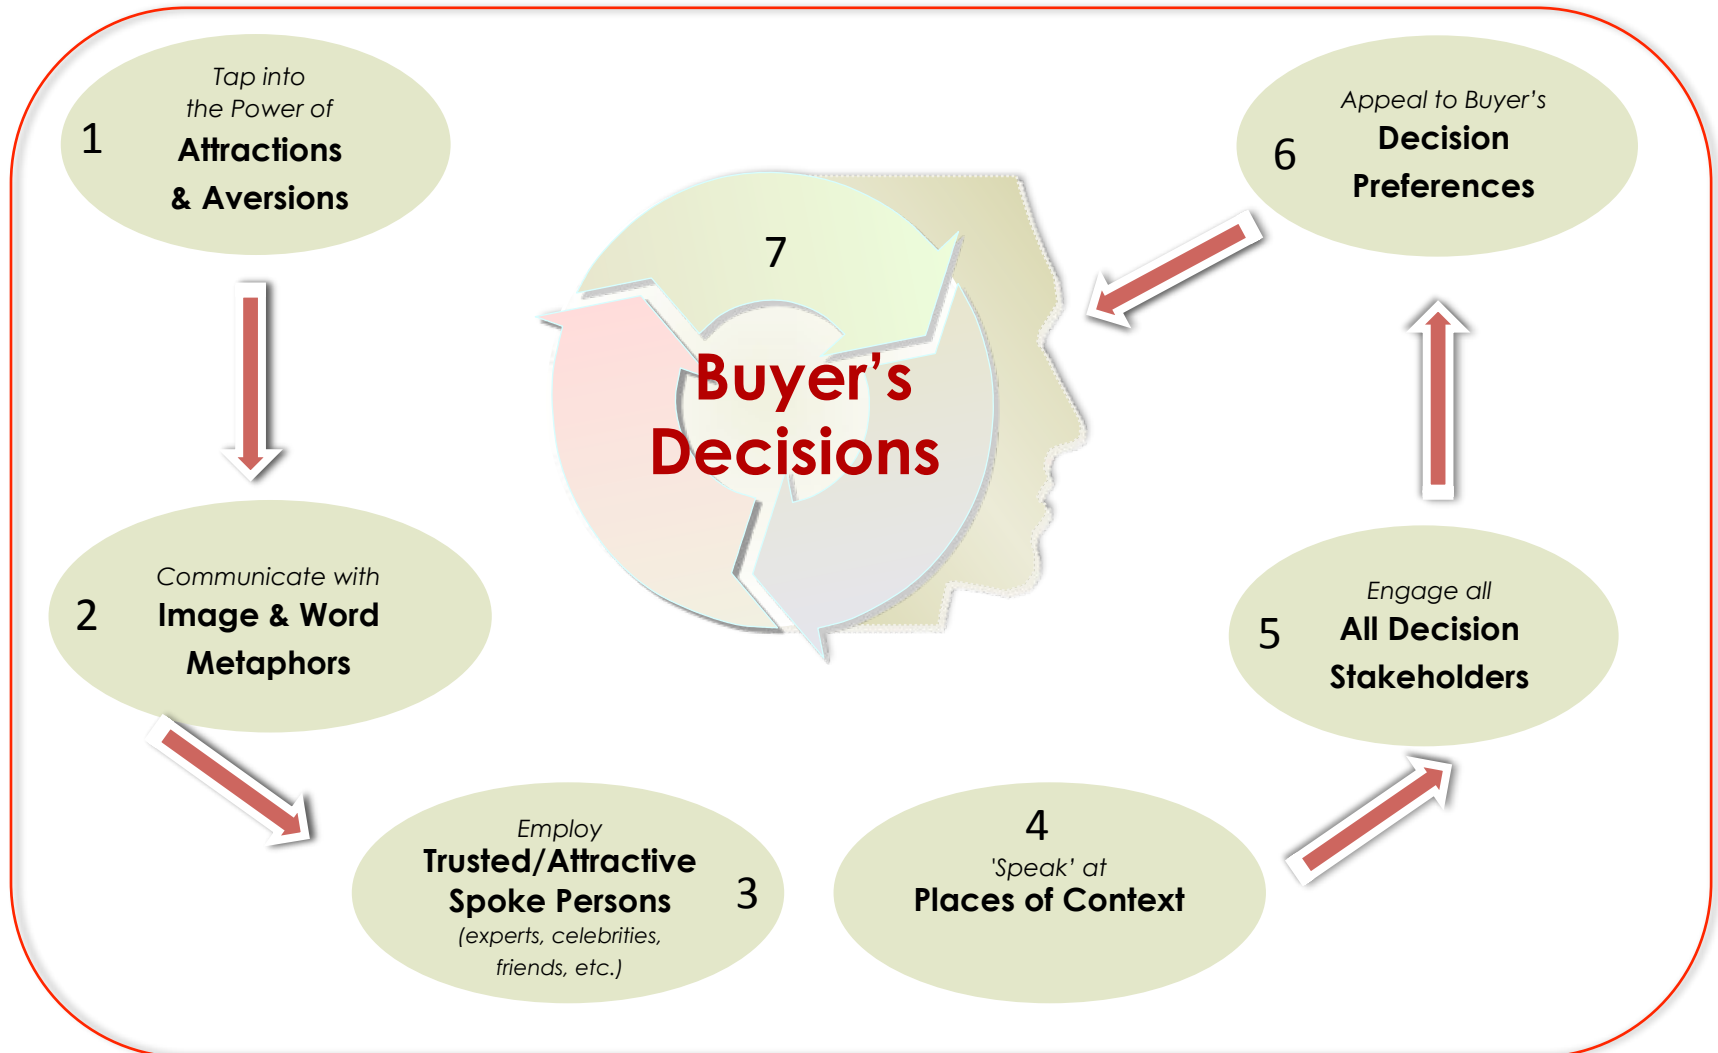 1
Tap into
the Power of
Attractions
& Aversions
2
Communicate with
Image & Word
Metaphors
Employ
Trusted/Attractive
Spoke Persons
(experts, celebrities,
friends, etc.)
3
4
'Speak’ at
Places of Context
5
Engage all
All Decision
Stakeholders
6
Appeal to Buyer’s
Decision
Preferences
7
Buyer’s
Decisions